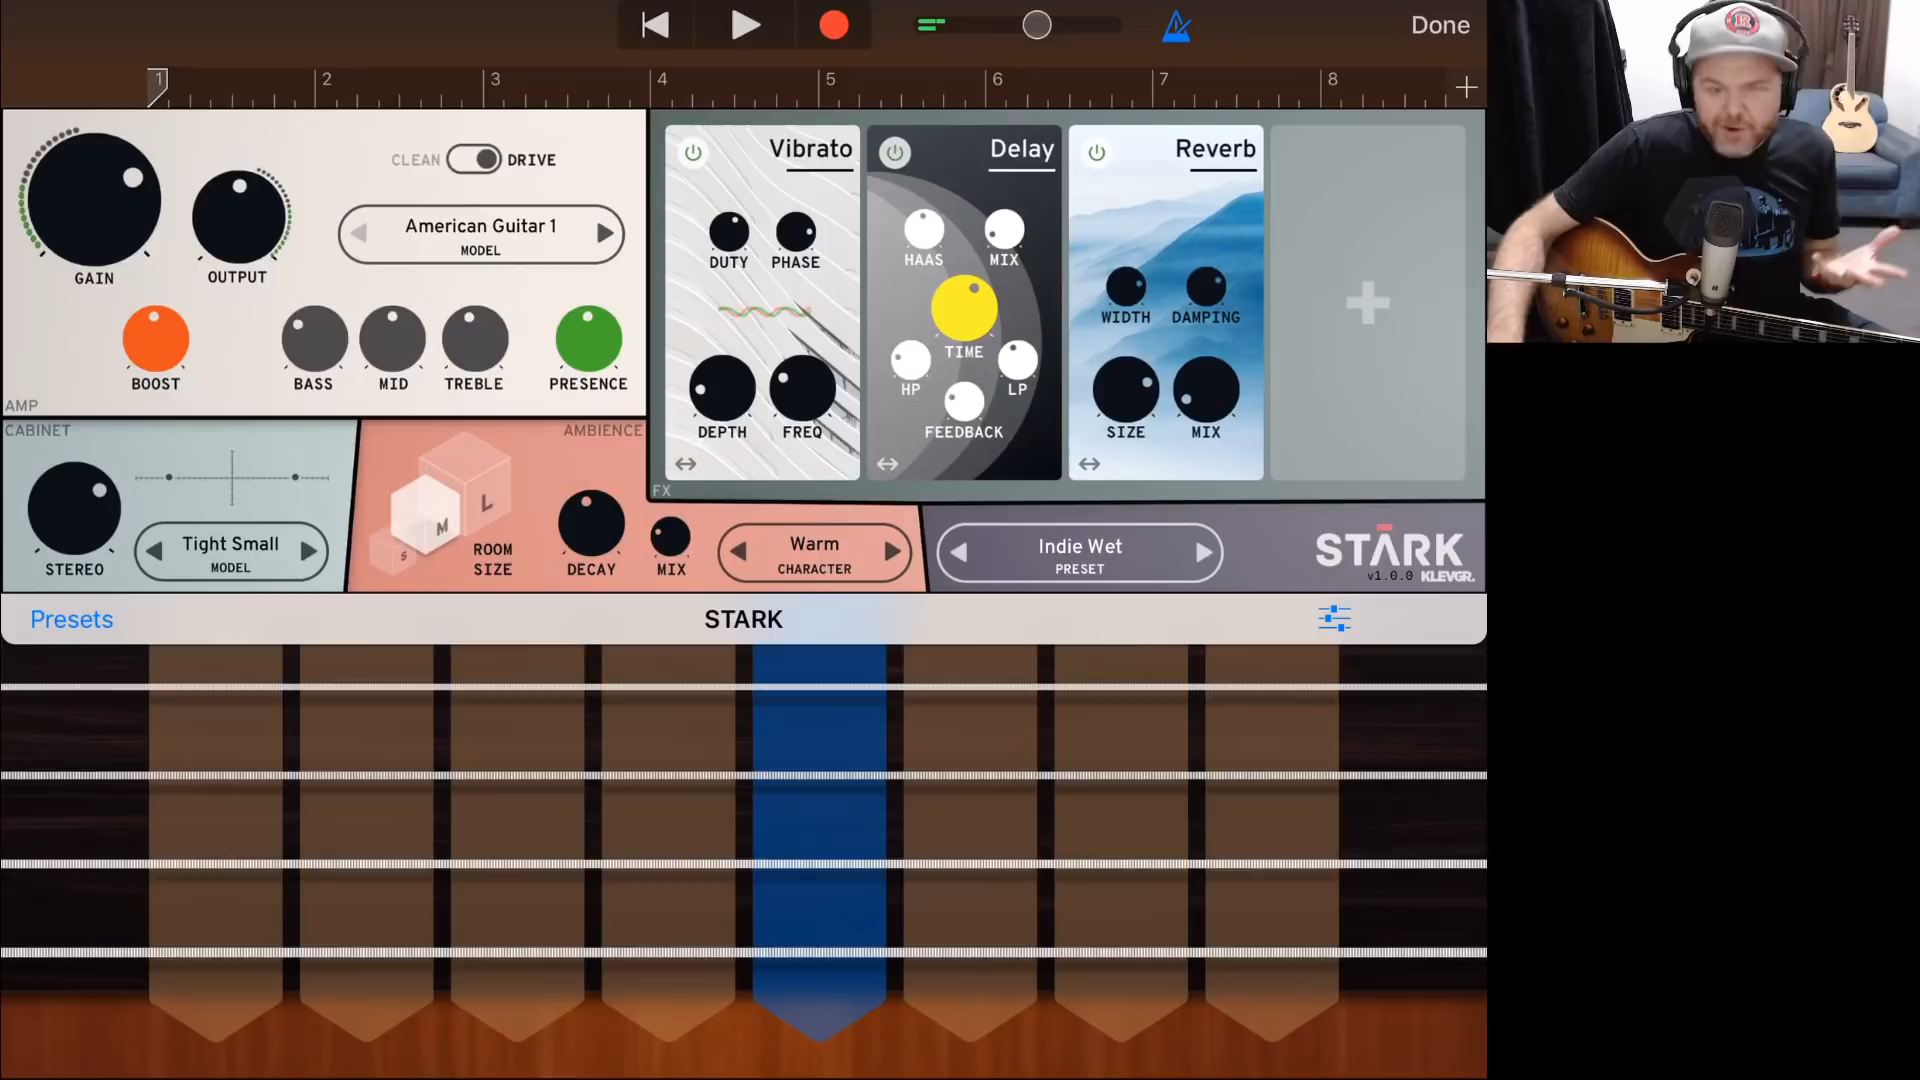 Done
1 2 3 4 5 6 7 8
CLEAN DRIVE
American Guitar 1
MODEL
GAIN
OUTPUT
BOOST
BASS
MID
TREBLE
PRESENCE
AMP
Vibrato
DUTY
PHASE
DEPTH
FREQ
Delay
HAAS
MIX
TIME
HP
LP
FEEDBACK
Reverb
WIDTH
DAMPING
SIZE
MIX
FX
CABINET
STEREO
Tight Small
MODEL
AMBIENCE
S
M
L
ROOM
SIZE
DECAY
MIX
Warm
CHARACTER
Indie Wet
PRESET
STARK
v1.0.0 KLEVGR.
Presets
STARK